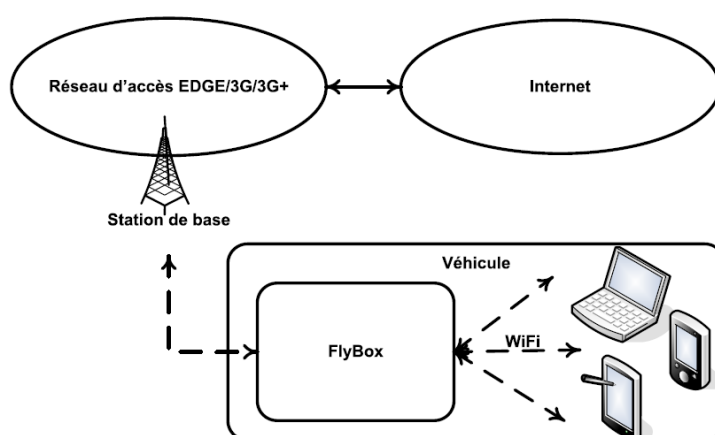 Réseau d'accès EDGE/3G/3G+
Internet
Station de base
Véhicule
FlyBox
WiFi